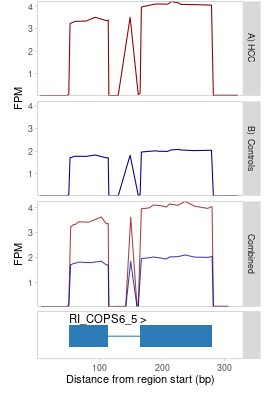 4
3
2
1
FPM
A) HCC
4
3
2
1
B) Controls
4
3
2
1
FPM
Combined
RI_COPS6_5 >
100
200
300
Distance from region start (bp)